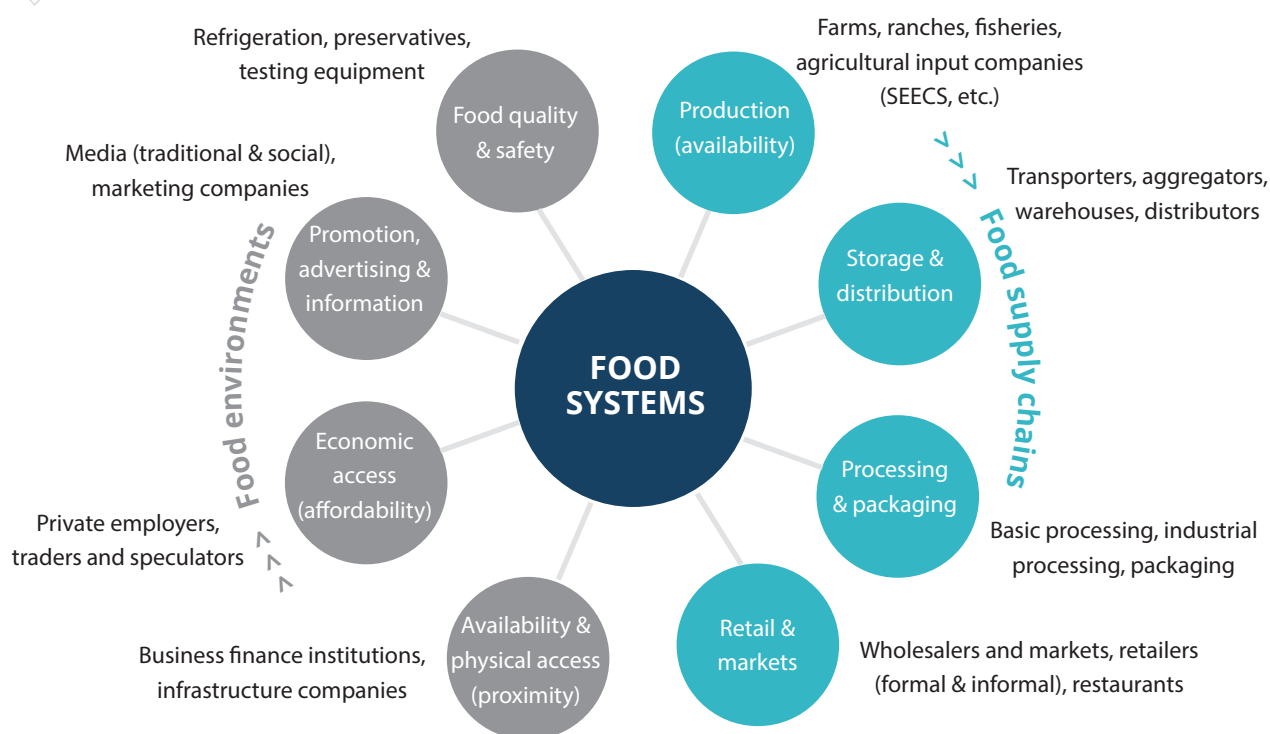 Refrigeration, preservatives,
testing equipment
Food quality
& safety
Farms, ranches, fisheries,
agricultural input companies
(SEECS, etc.)
Production
(availability)
Media (traditional & social),
marketing companies
Promotion,
advertising &
information
Transporters, aggregators,
warehouses, distributors
Storage &
distribution
Food environments
FOOD
SYSTEMS
Food supply chains
Economic
access
(affordability)
Private employers,
traders and speculators
Processing
& packaging
Basic processing, industrial
processing, packaging
Availability &
physical access
(proximity)
Business finance institutions,
infrastructure companies
Retail &
markets
Wholesalers and markets, retailers
(formal & informal), restaurants